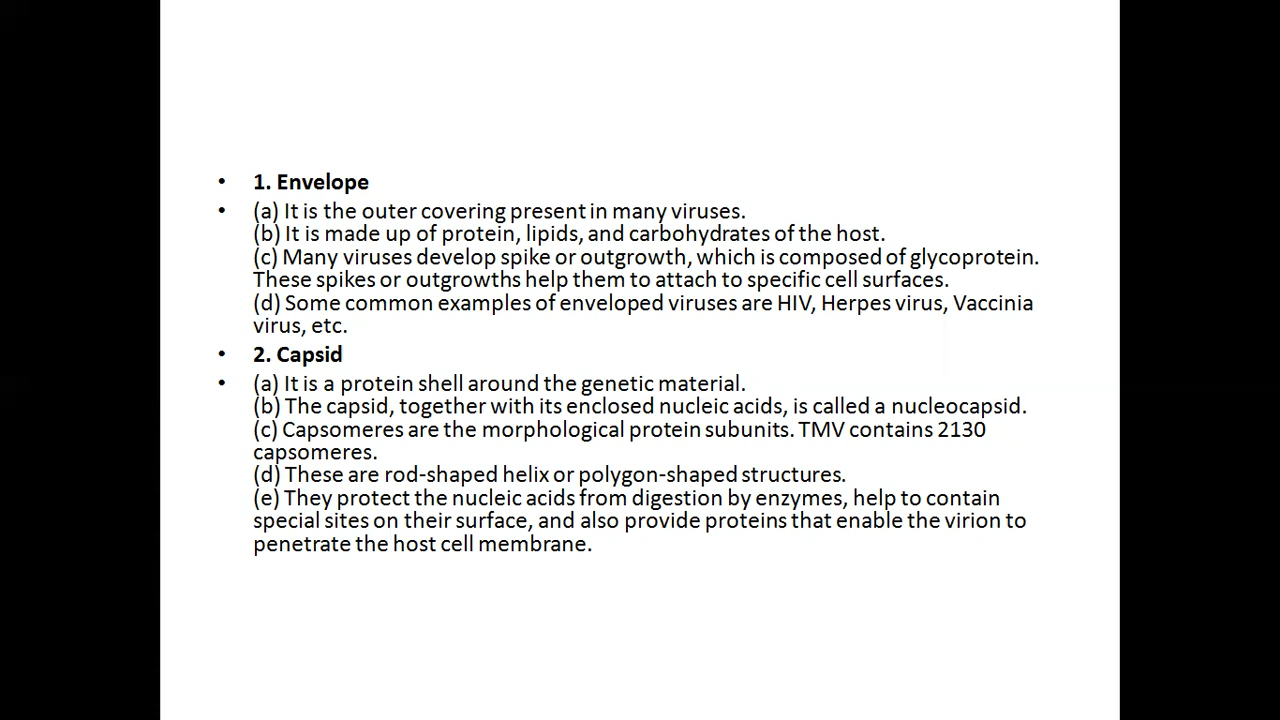 • 1. Envelope
• (a) It is the outer covering present in many viruses.
(b) It is made up of protein, lipids, and carbohydrates of the host.
(c) Many viruses develop spike or outgrowth, which is composed of glycoprotein.
These spikes or outgrowths help them to attach to specific cell surfaces.
(d) Some common examples of enveloped viruses are HIV, Herpes virus, Vaccinia
virus, etc.
• 2. Capsid
• (a) It is a protein shell around the genetic material.
(b) The capsid, together with its enclosed nucleic acids, is called a nucleocapsid.
(c) Capsomeres are the morphological protein subunits. TMV contains 2130
capsomeres.
(d) These are rod-shaped helix or polygon-shaped structures.
(e) They protect the nucleic acids from digestion by enzymes, help to contain
special sites on their surface, and also provide proteins that enable the virion to
penetrate the host cell membrane.